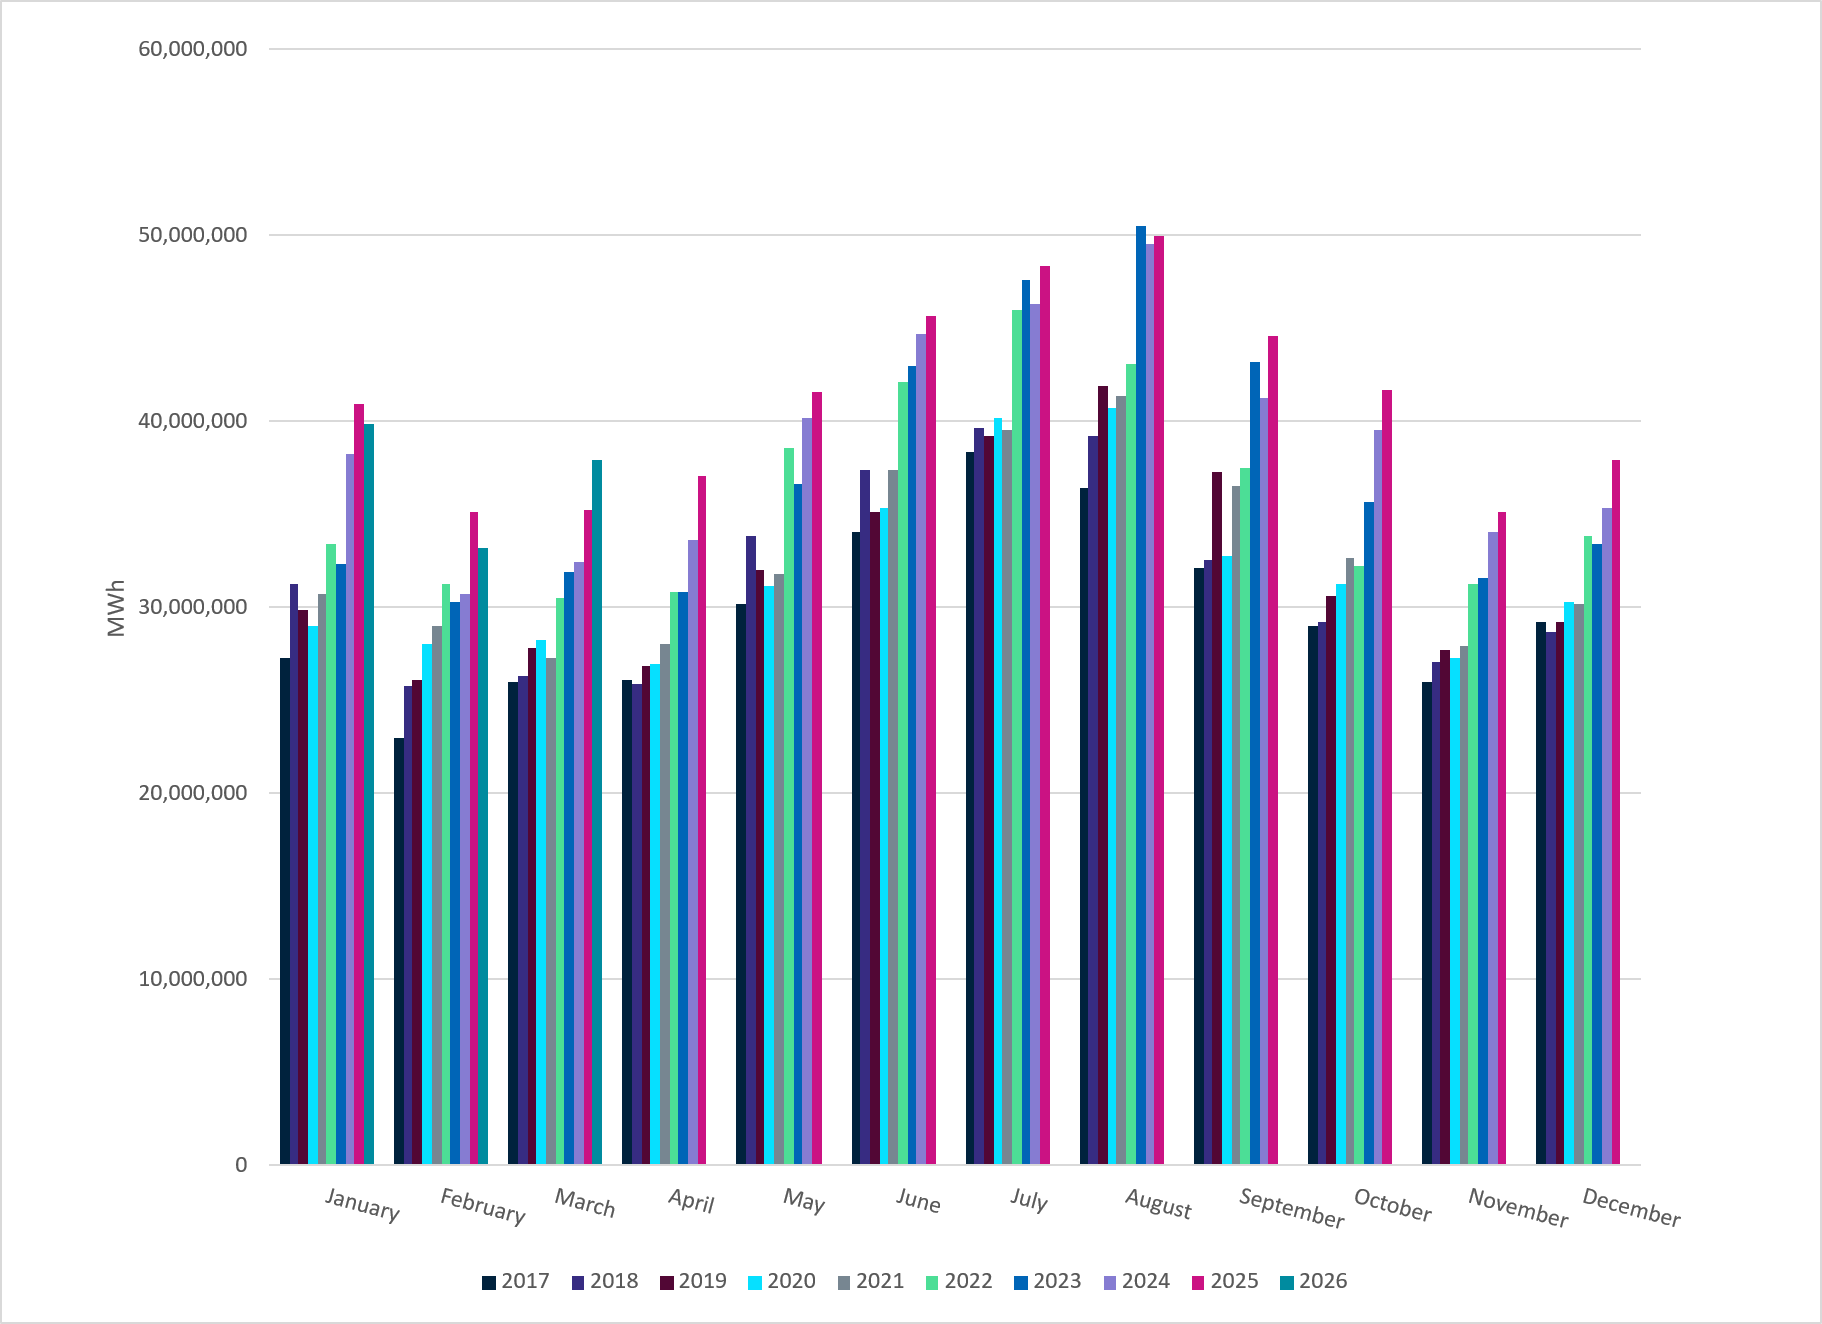 60,000,000
50,000,000
40,000,000
30,000,000
20,000,000
10,000,000
0
MWh
January February March April May June July August September October November December
2017 2018 2019 2020 2021 2022 2023 2024 2025 2026